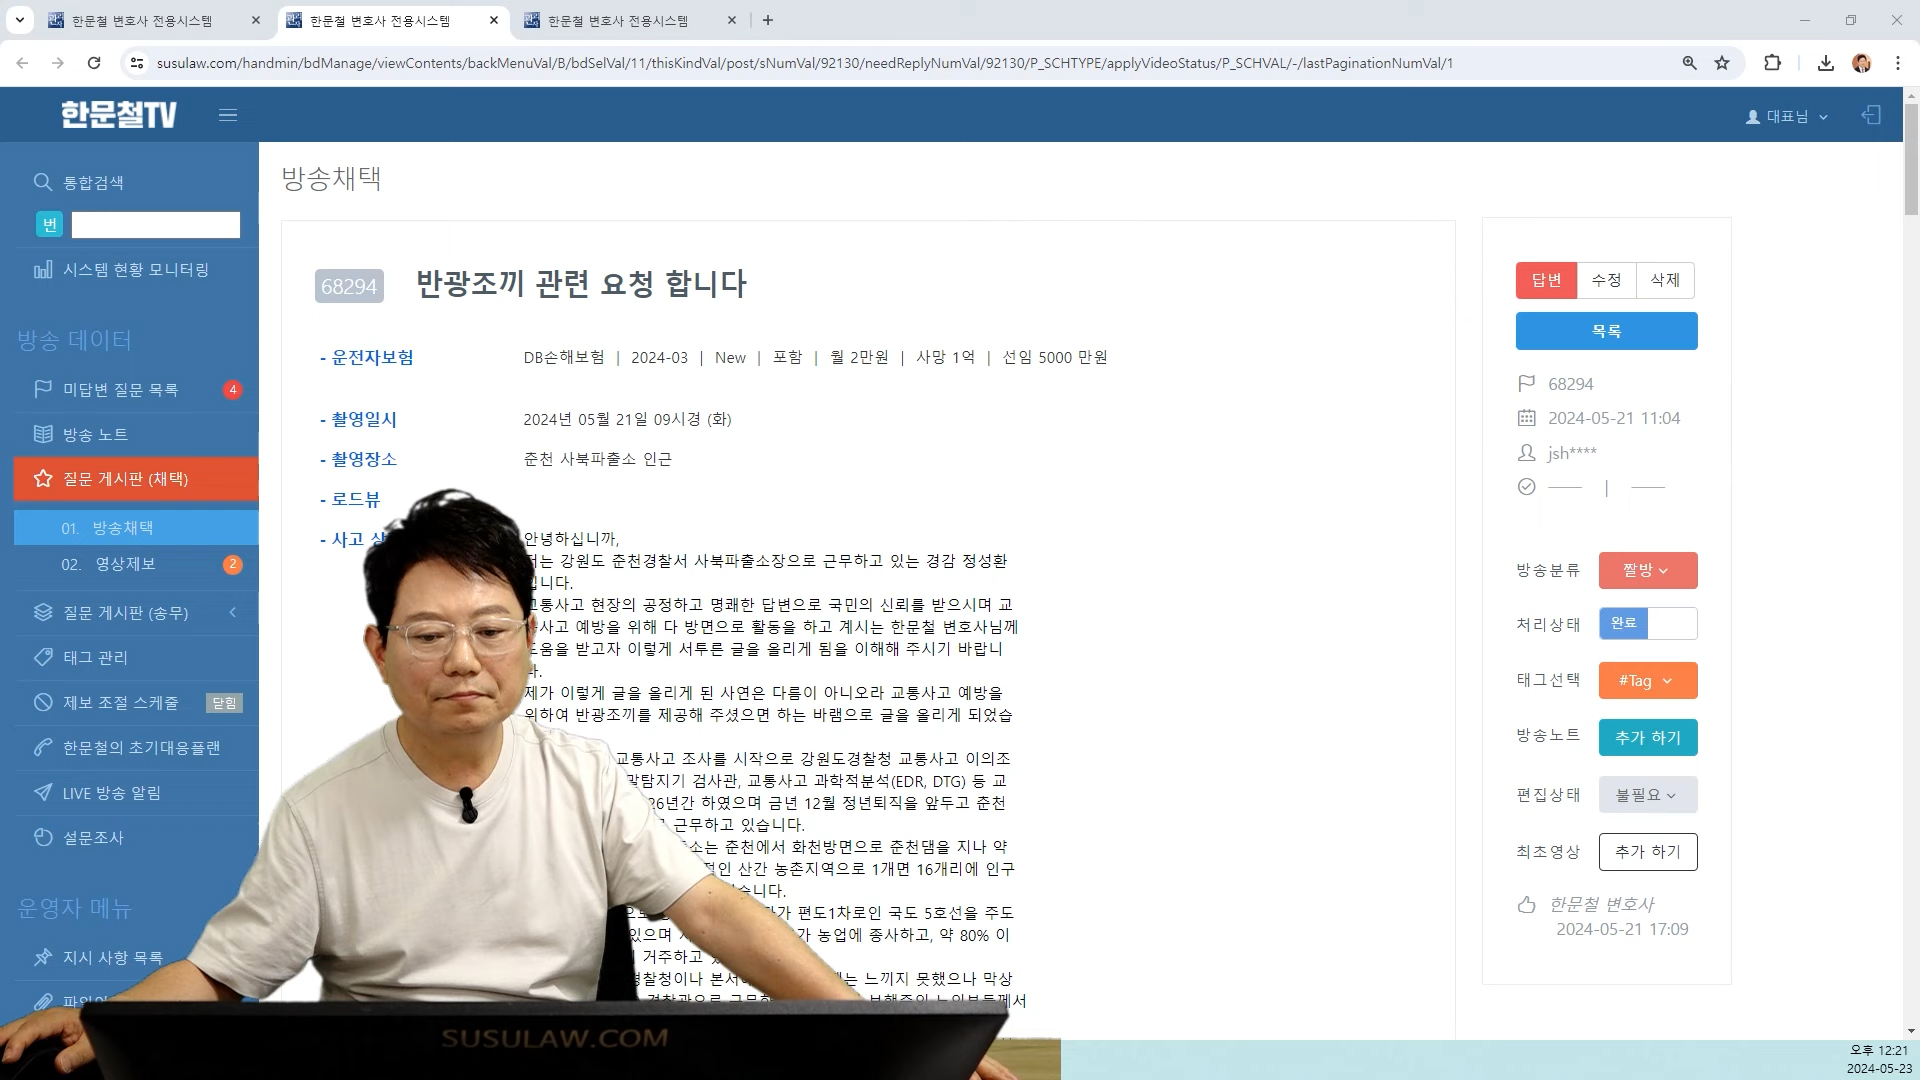 한문철 변호사 전용시스템
한문철 변호사 전용시스템
한문철 변호사 전용시스템
susulaw.com/handmin/bdManage/viewContents/backMenuVal/B/bdSelVal/11/thisKindVal/post/sNumVal/92130/needReplyNumVal/92130/P_SCHTYPE/applyVideoStatus/P_SCHVAL/-/lastPaginationNumVal/1
한문철TV
대표님
통합검색
번
시스템 현황 모니터링
방송 데이터
미답변 질문 목록 4
방송 노트
질문 게시판 (채택)
01. 방송채택
02. 영상제보 2
질문 게시판 (송무)
태그 관리
제보 조절 스케줄 닫힘
한문철의 초기대응플랜
LIVE 방송 알림
설문조사
운영자 메뉴
지시 사항 목록
방송채택
68294 반광조끼 관련 요청 합니다
- 운전자보험 DB손해보험 | 2024-03 | New | 포함 | 월 2만원 | 사망 1억 | 선임 5000 만원
- 촬영일시 2024년 05월 21일 09시경 (화)
- 촬영장소 춘천 사북파출소 인근
- 로드뷰
- 사고 안녕하십니까,
강원도 춘천경찰서 사북파출소장으로 근무하고 있는 경감 정성환
입니다.
교통사고 현장의 공정하고 명쾌한 답변으로 국민의 신뢰를 받으시며 교
사고 예방을 위해 다 방면으로 활동을 하고 계시는 한문철 변호사님께
도움을 받고자 이렇게 서투른 글을 올리게 됨을 이해해 주시기 바랍니
다.
제가 이렇게 글을 올리게 된 사연은 다름이 아니오라 교통사고 예방을
위하여 반광조끼를 제공해 주셨으면 하는 바램으로 글을 올리게 되었습
교통사고 조사를 시작으로 강원도경찰청 교통사고 이의조
말탐지기 검사관, 교통사고 과학적분석(EDR, DTG) 등 교
26년간 하였으며 금년 12월 정년퇴직을 앞두고 춘천
근무하고 있습니다.
소는 춘천에서 화천방면으로 춘천댐을 지나 약
적인 산간 농촌지역으로 1개면 16개리에 인구
습니다.
가 편도1차로인 국도 5호선을 주도
있으며 가 농업에 종사하고, 약 80% 이
거주하고
경찰청이나 본서 는 느끼지 못했으나 막상
답변 수정 삭제
목록
68294
2024-05-21 11:04
jsh****
방송분류 짤방
처리상태 완료
태그선택 #Tag
방송노트 추가 하기
편집상태 불필요
최초영상 추가 하기
한문철 변호사
2024-05-21 17:09
SUSULAW.COM
오후 12:21
2024-05-23